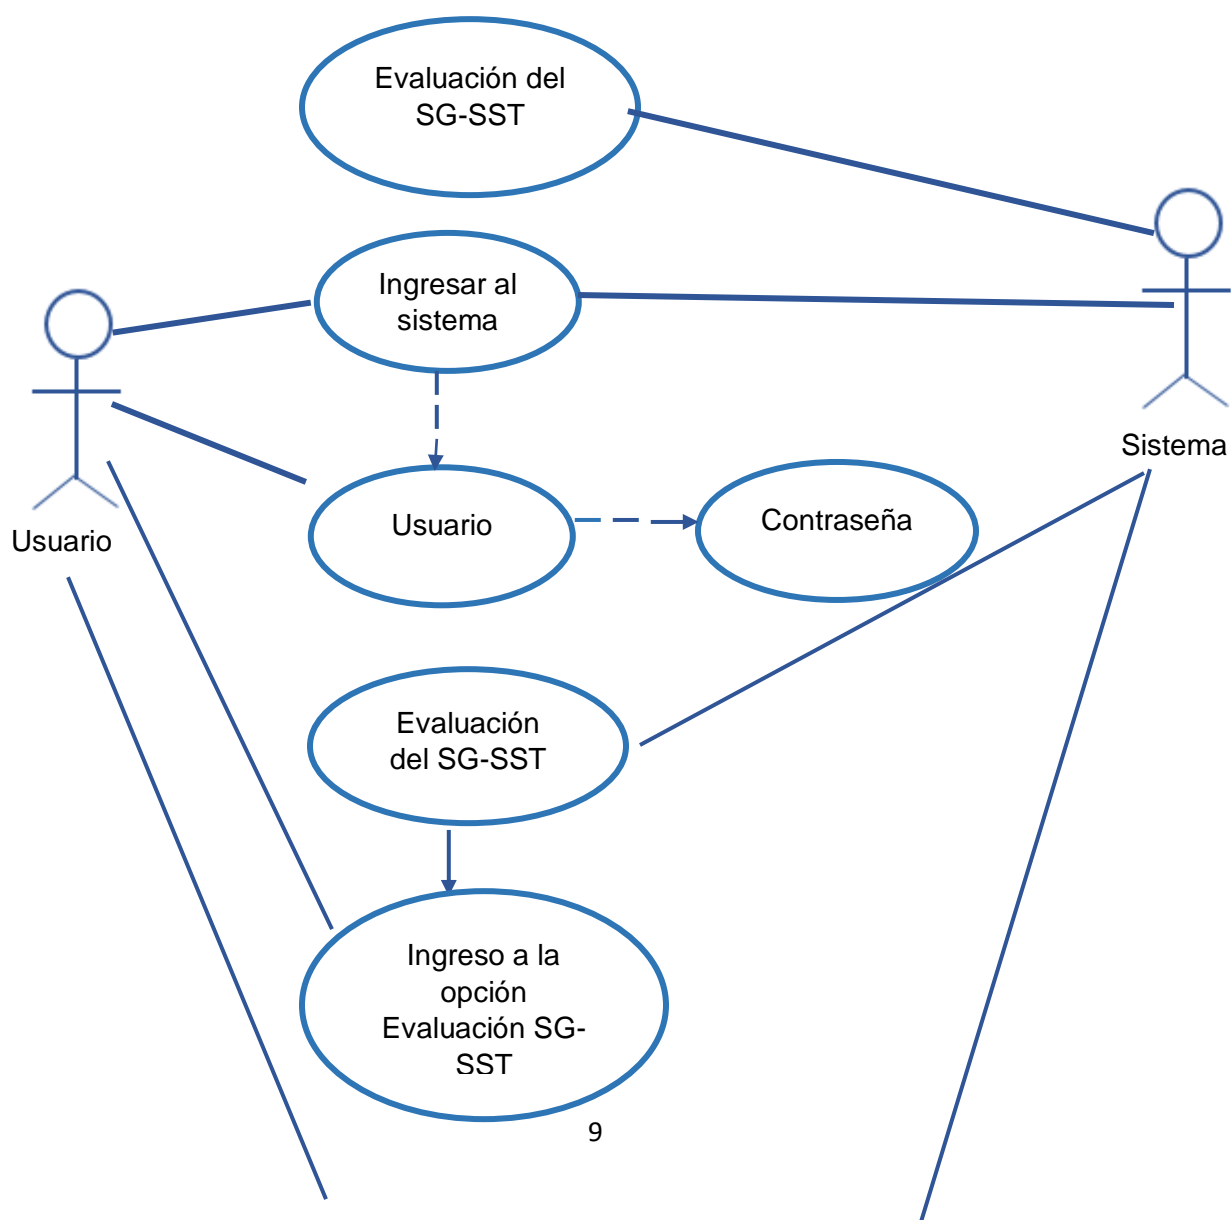 Evaluación del
SG-SST
Ingresar al
sistema
Sistema
Usuario
Usuario
Contraseña
Evaluación
del SG-SST
Ingreso a la
opción
Evaluación SG-
SST
9